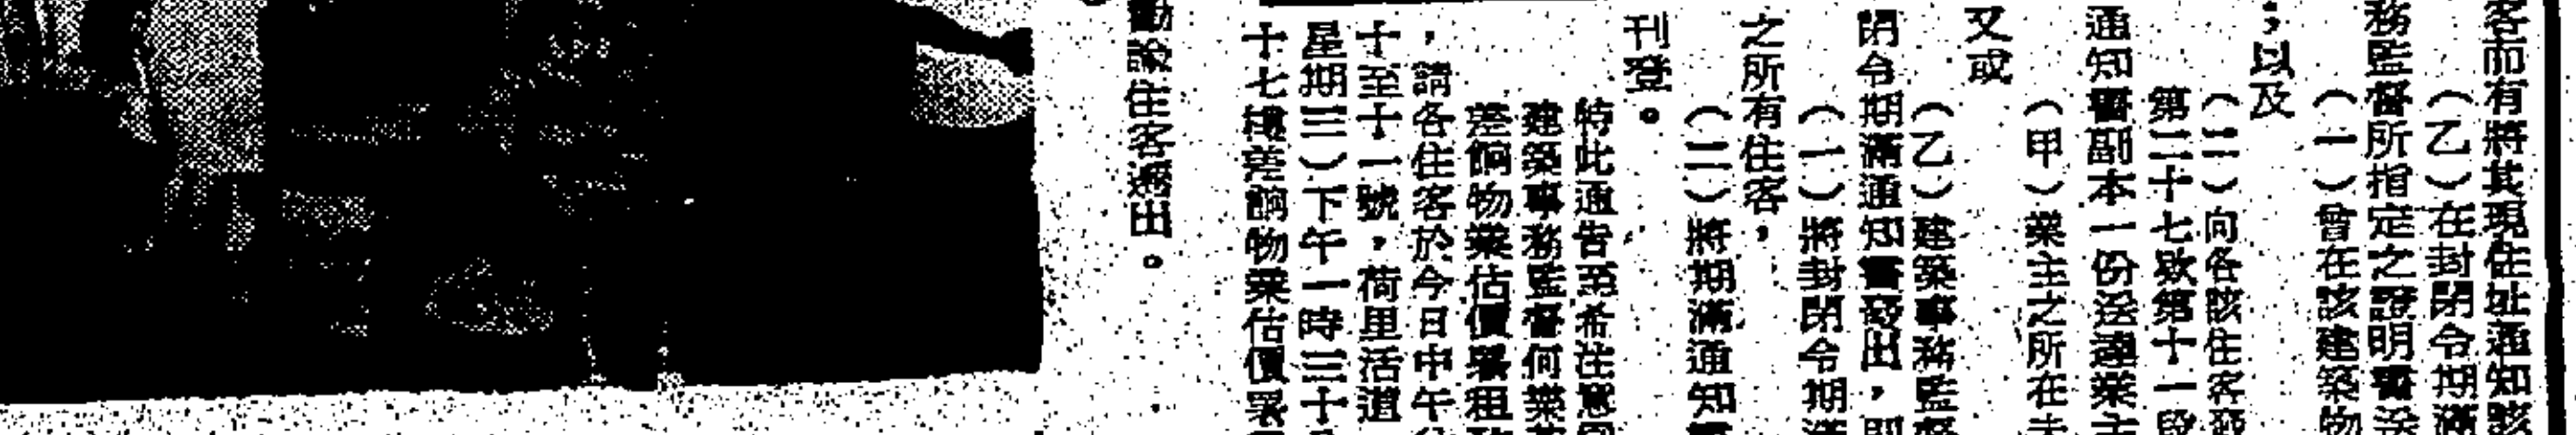 客而有將其現住址通知該
（乙）在封閉令期滿
務監督所指定之證明書送
（一）曾在該建築物
；以及
（二）向各該住客發
第二十七欵第十一段
通知書副本一份送達業主
（甲）業主之所在未
又或
（乙）建築事務監督
閉令期滿通知書發出，即
（一）將封閉令期滿
之所有住客，
（二）將期滿通知
刊登。
特此通告至希注意
建築事務監督何樂
差餉物業估價署租
，請各住客於今日中午
十至十一號，荷里活道
星期三）下午一時三十
十七樓差餉物業估價署
勸諭住客遷出。